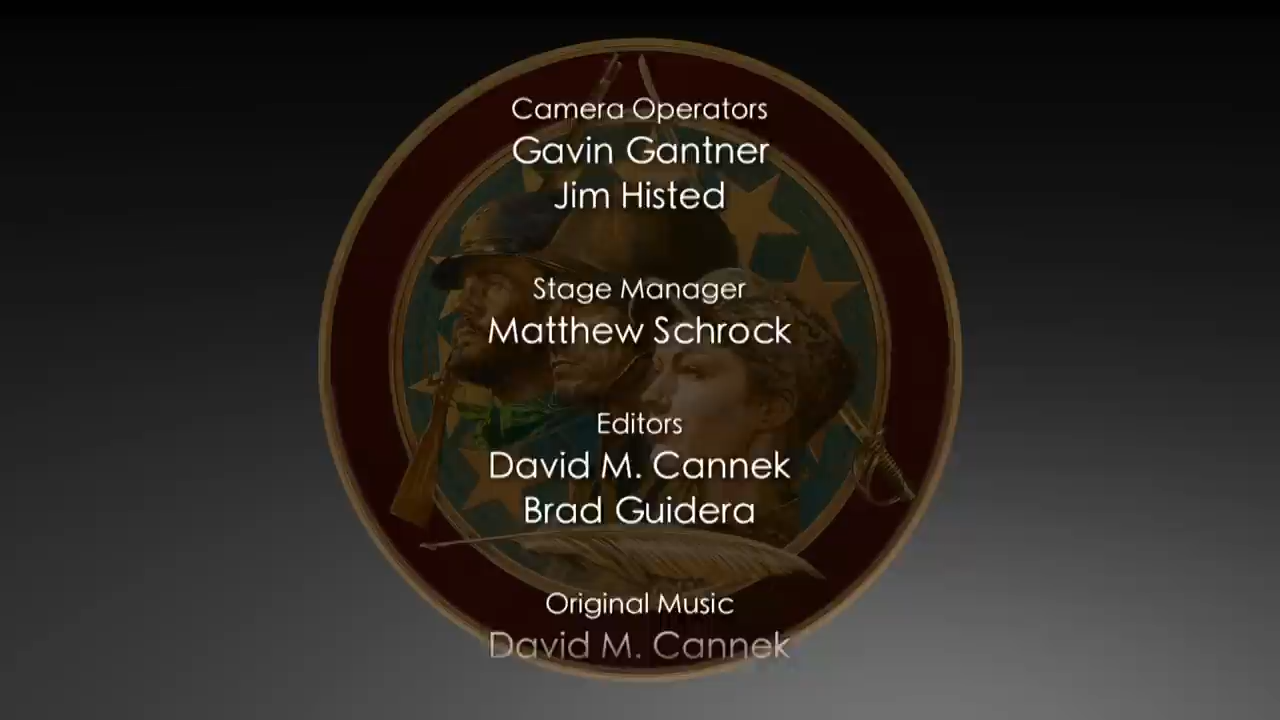 Camera Operators
Gavin Gantner
Jim Histed
Stage Manager
Matthew Schrock
Editors
David M. Cannek
Brad Guidera
Original Music
David M. Cannek